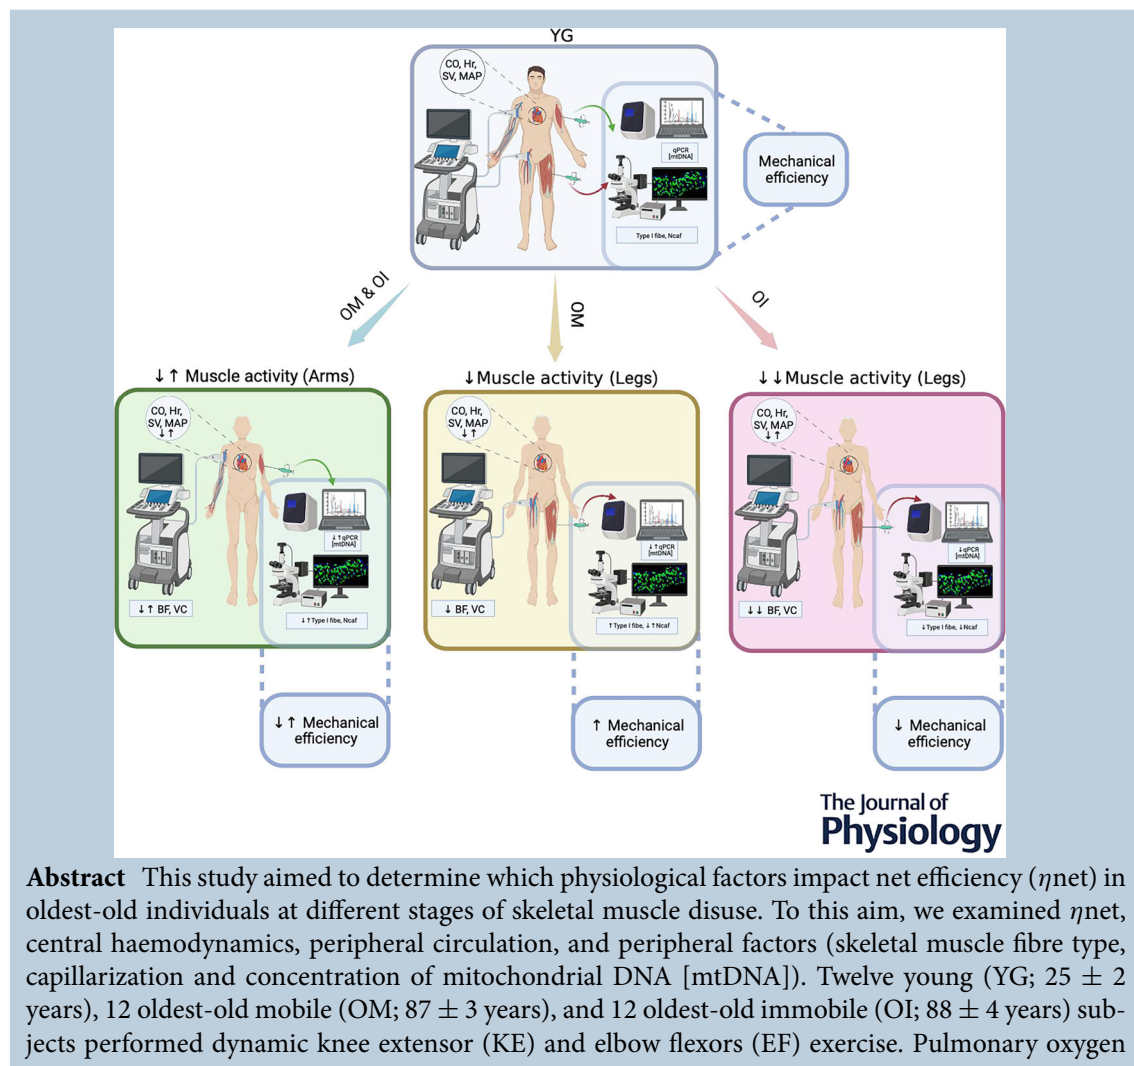 YG
CO, Hr,
SV, MAP
qPCR
[mtDNA]
Type I fibe, Ncaf
Mechanical
efficiency
OM & OI
OM
OI
↓↑ Muscle activity (Arms)
CO, Hr,
SV, MAP
↓↑
↓↑qPCR
[mtDNA]
↓↑ BF, VC
↓↑Type I fibe, Ncaf
↓↑ Mechanical
efficiency
↓Muscle activity (Legs)
CO, Hr,
SV, MAP
↓↑
↓↑qPCR
[mtDNA]
↓ BF, VC
↑Type I fibe, ↓↑Ncaf
↑ Mechanical
efficiency
↓↓Muscle activity (Legs)
CO, Hr,
SV, MAP
↓↑
↓qPCR
[mtDNA]
↓↓ BF, VC
↓Type I fibe, ↓Ncaf
↓ Mechanical
efficiency
The Journal of
Physiology
Abstract This study aimed to determine which physiological factors impact net efficiency (ηnet) in
oldest-old individuals at different stages of skeletal muscle disuse. To this aim, we examined ηnet,
central haemodynamics, peripheral circulation, and peripheral factors (skeletal muscle fibre type,
capillarization and concentration of mitochondrial DNA [mtDNA]). Twelve young (YG; 25 ± 2
years), 12 oldest-old mobile (OM; 87 ± 3 years), and 12 oldest-old immobile (OI; 88 ± 4 years) sub-
jects performed dynamic knee extensor (KE) and elbow flexors (EF) exercise. Pulmonary oxygen